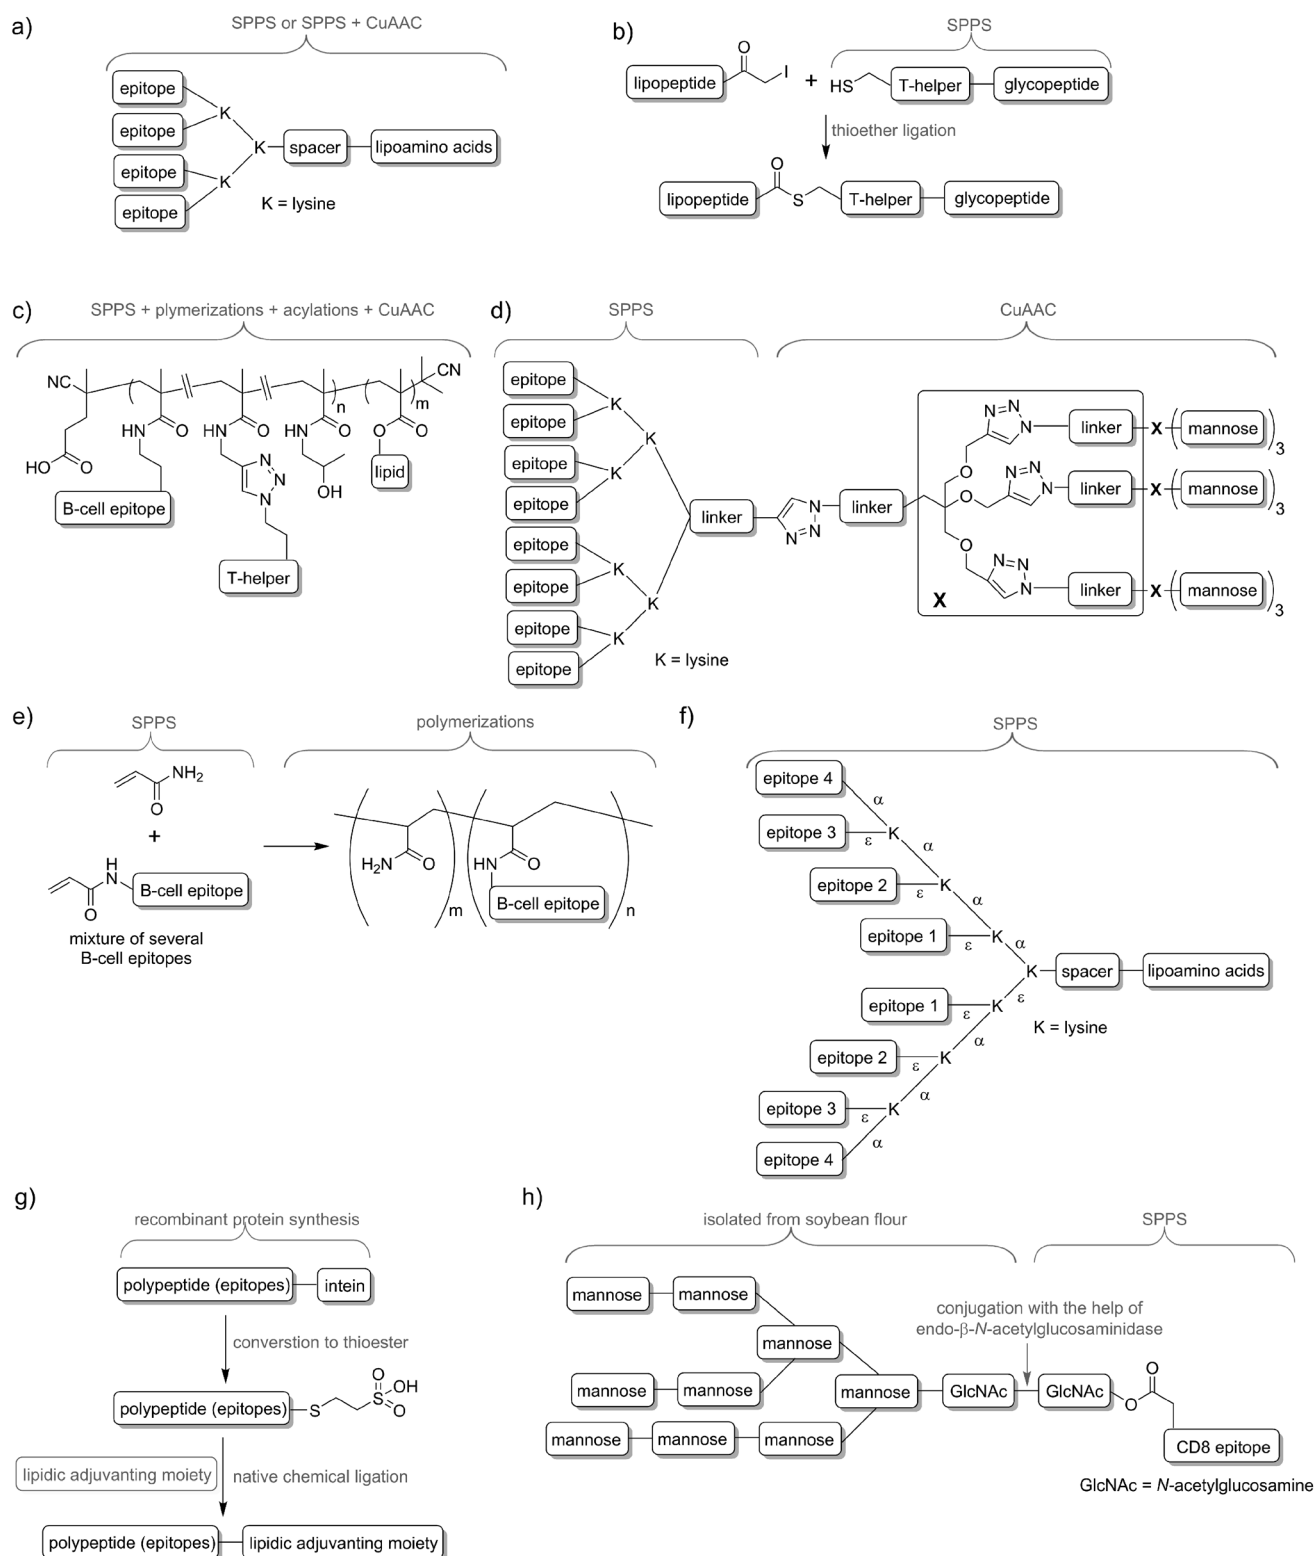 a)
SPPS or SPPS + CuAAC
epitope
epitope
epitope
epitope
K
K
K
spacer
lipoamino acids
K = lysine
b)
SPPS
lipopeptide
O
I
+
HS
T-helper
glycopeptide
thioether ligation
lipopeptide
O
S
T-helper
glycopeptide
c)
SPPS + plymerizations + acylations + CuAAC
NC
CN
n
m
HN
O
HN
O
HN
O
O
O
HO
O
N
N
N
OH
lipid
B-cell epitope
T-helper
d)
SPPS
CuAAC
epitope
epitope
epitope
epitope
epitope
epitope
epitope
epitope
K
K
K
K
K
K
linker
N
N
N
linker
O
O
O
N
N
N
linker
X
mannose
3
N
N
N
linker
X
mannose
3
N
N
N
linker
X
mannose
3
X
K = lysine
e)
SPPS
polymerizations
NH2
O
+
H
N
O
B-cell epitope
mixture of several
B-cell epitopes
H2N
O
m
HN
O
B-cell epitope
n
f)
SPPS
epitope 4
α
epitope 3
ε
K
α
epitope 2
ε
K
α
epitope 1
ε
K
α
K
spacer
lipoamino acids
ε
epitope 1
ε
K
K = lysine
α
epitope 2
ε
K
α
epitope 3
ε
K
α
epitope 4
g)
recombinant protein synthesis
polypeptide (epitopes)
intein
converstion to thioester
polypeptide (epitopes)
S
O
S
OH
O
lipidic adjuvanting moiety
native chemical ligation
polypeptide (epitopes)
lipidic adjuvanting moiety
h)
isolated from soybean flour
SPPS
mannose
mannose
mannose
conjugation with the help of
endo-β-N-acetylglucosaminidase
mannose
mannose
mannose
GlcNAc
GlcNAc
O
O
mannose
mannose
mannose
CD8 epitope
GlcNAc = N-acetylglucosamine